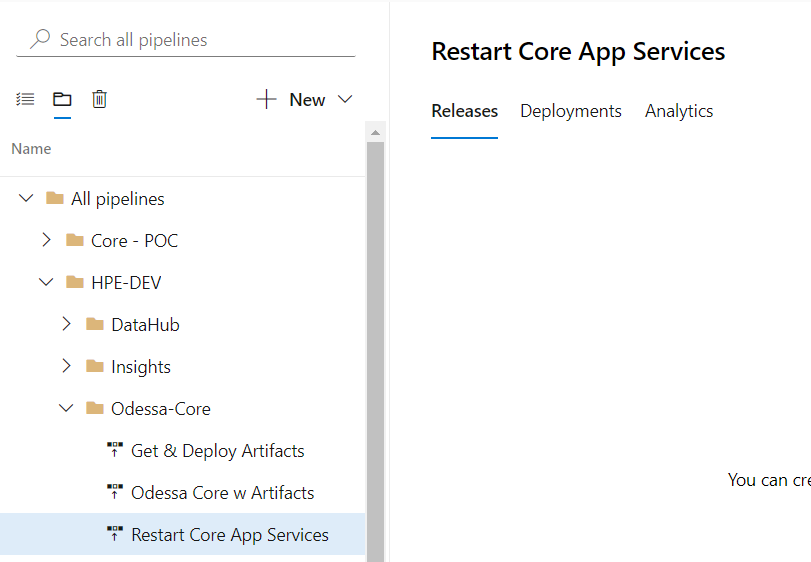 Search all pipelines
New
Name
All pipelines
Core - POC
HPE-DEV
DataHub
Insights
Odessa-Core
Get & Deploy Artifacts
Odessa Core w Artifacts
Restart Core App Services
Restart Core App Services
Releases Deployments Analytics
You can